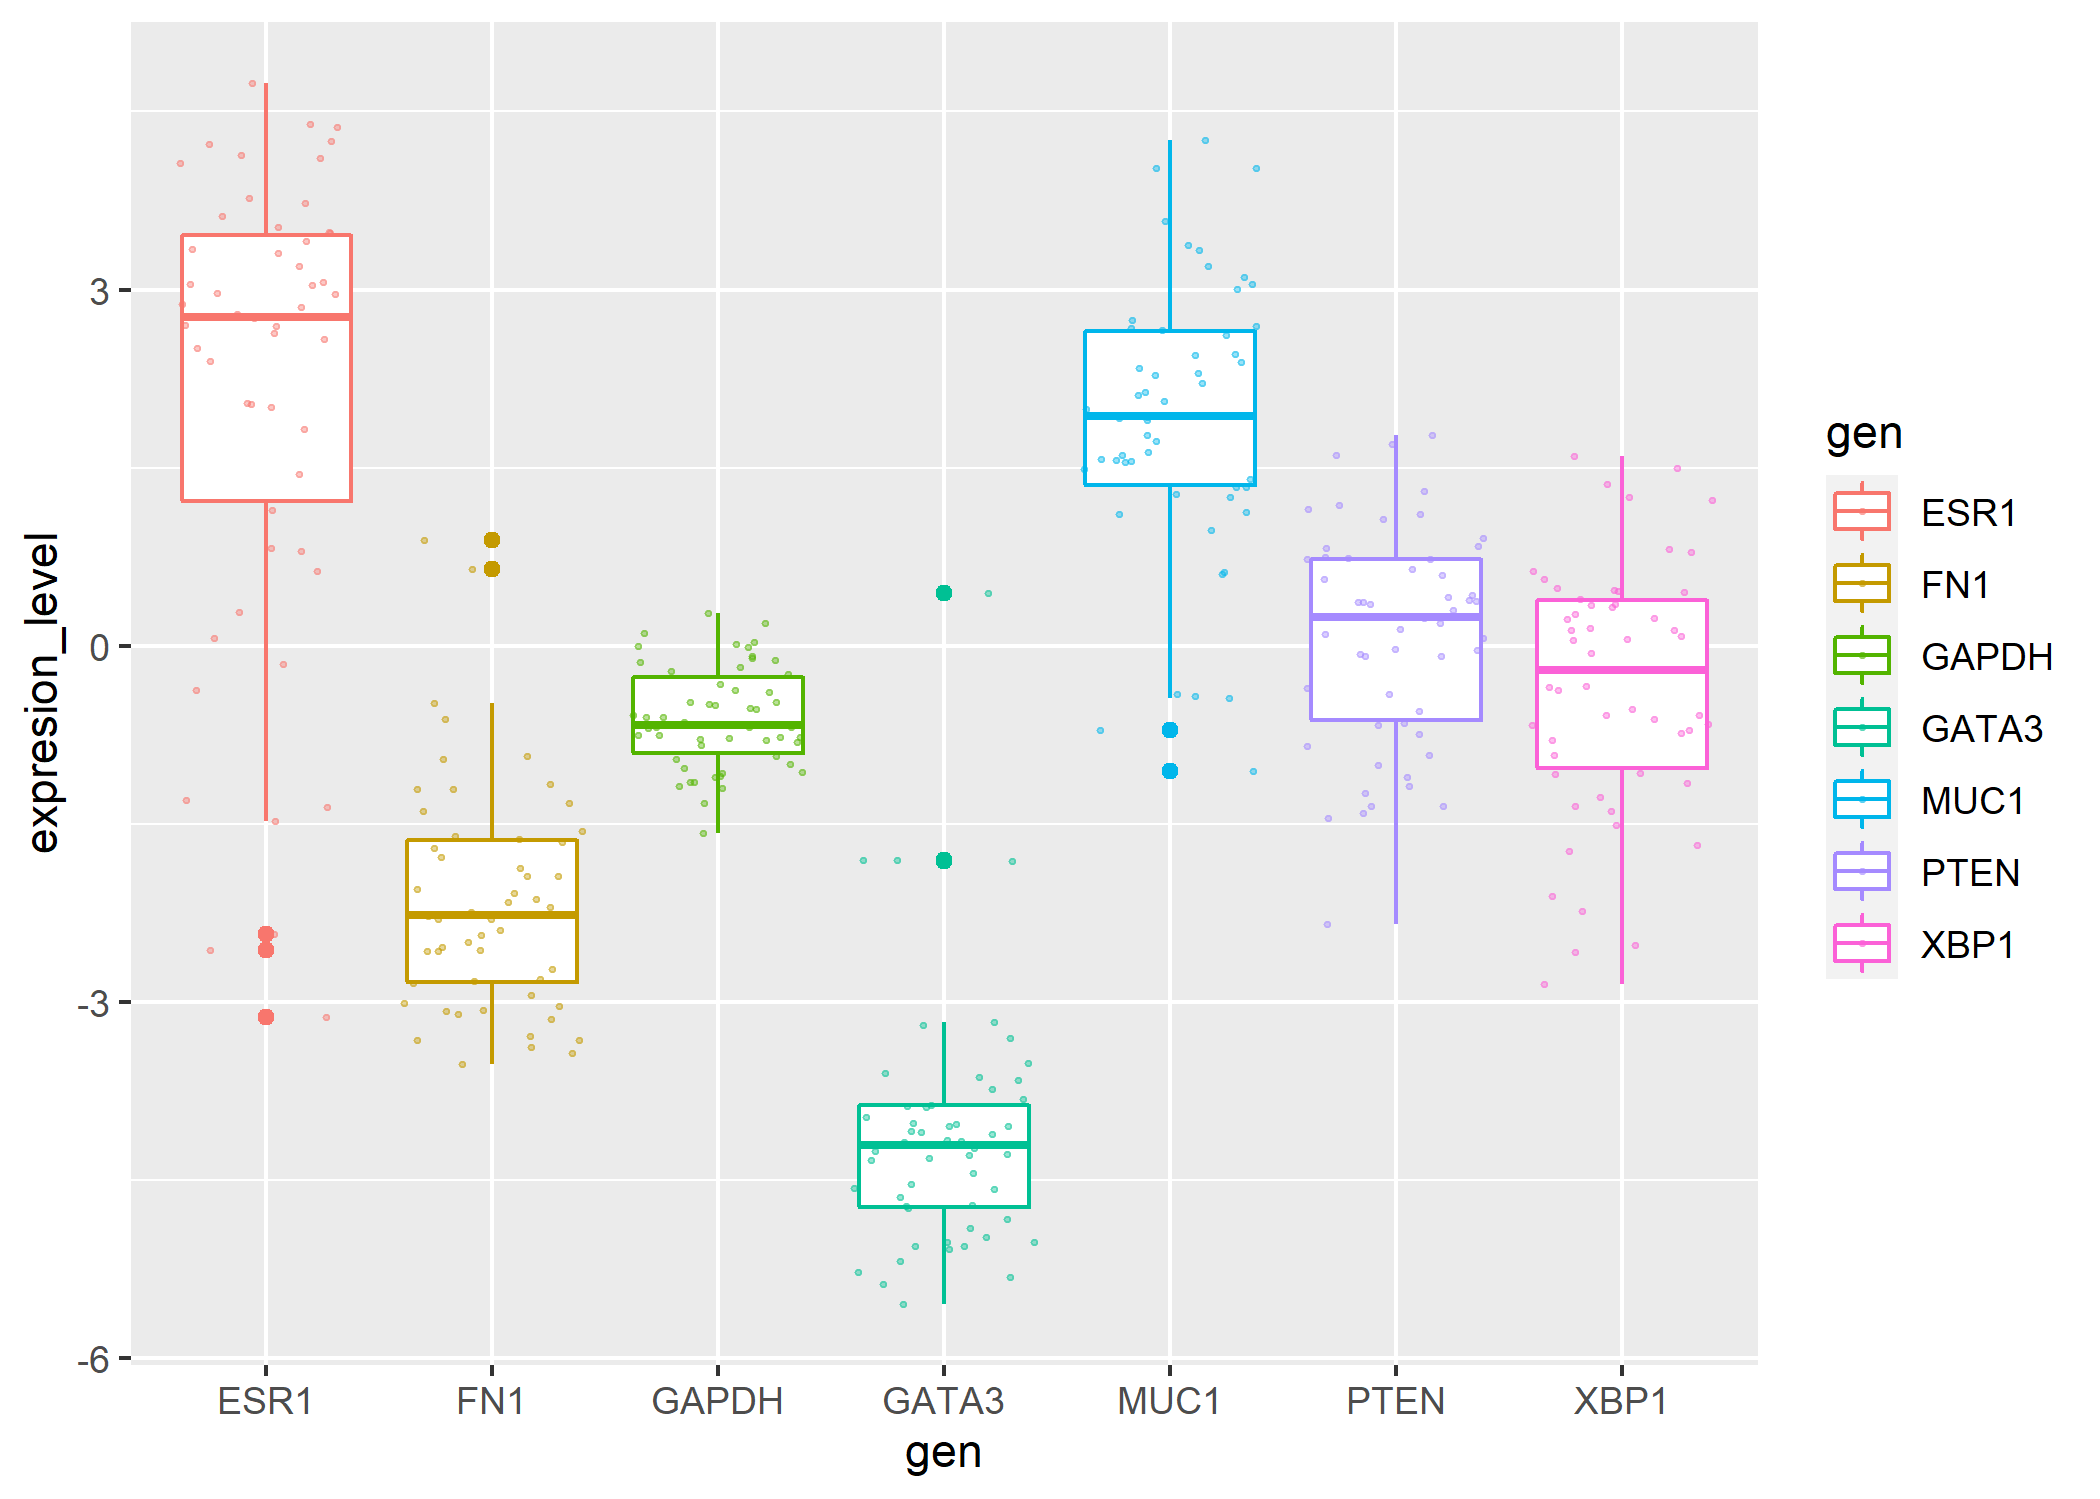 expresion_level
3
0
-3
-6
ESR1 FN1 GAPDH GATA3 MUC1 PTEN XBP1
gen
gen
ESR1
FN1
GAPDH
GATA3
MUC1
PTEN
XBP1